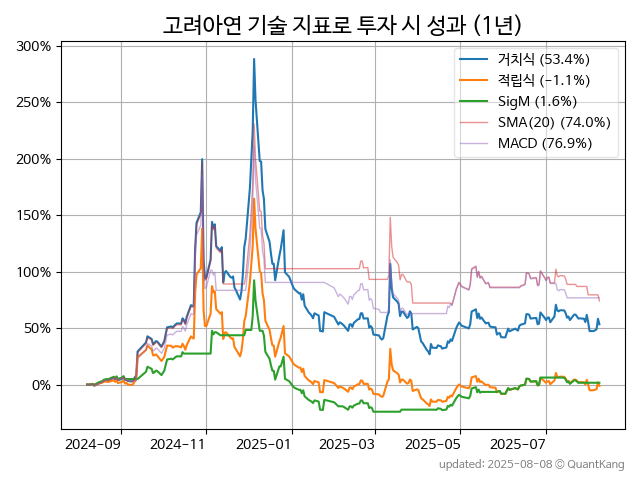 고려아연 기술 지표로 투자 시 성과 (1년)
300%
250%
200%
150%
100%
50%
0%
거치식 (53.4%)
적립식 (−1.1%)
SigM (1.6%)
SMA(20) (74.0%)
MACD (76.9%)
2024-09
2024-11
2025-01
2025-03
2025-05
2025-07
updated: 2025-08-08 © QuantKang